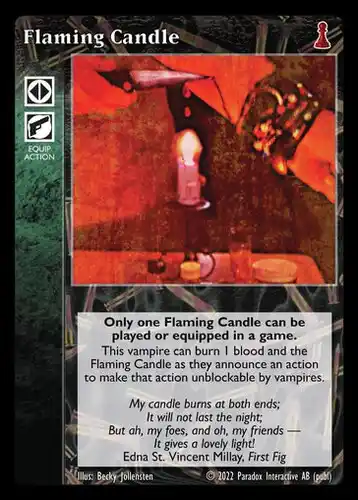 Flaming Candle
EQUIP
ACTION
Only one Flaming Candle can be
played or equipped in a game.
This vampire can burn 1 blood and the
Flaming Candle as they announce an action
to make that action unblockable by vampires.
My candle burns at both ends;
It will not last the night;
But ah, my foes, and oh, my friends —
It gives a lovely light!
Edna St. Vincent Millay, First Fig
Illus: Becky Jollensten
© 2022 Paradox Interactive AB (publ)